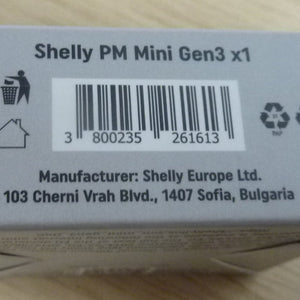 Shelly PM Mini Gen3 x1
3 800235 261613
Manufacturer: Shelly Europe Ltd.
103 Cherni Vrah Blvd., 1407 Sofia, Bulgaria